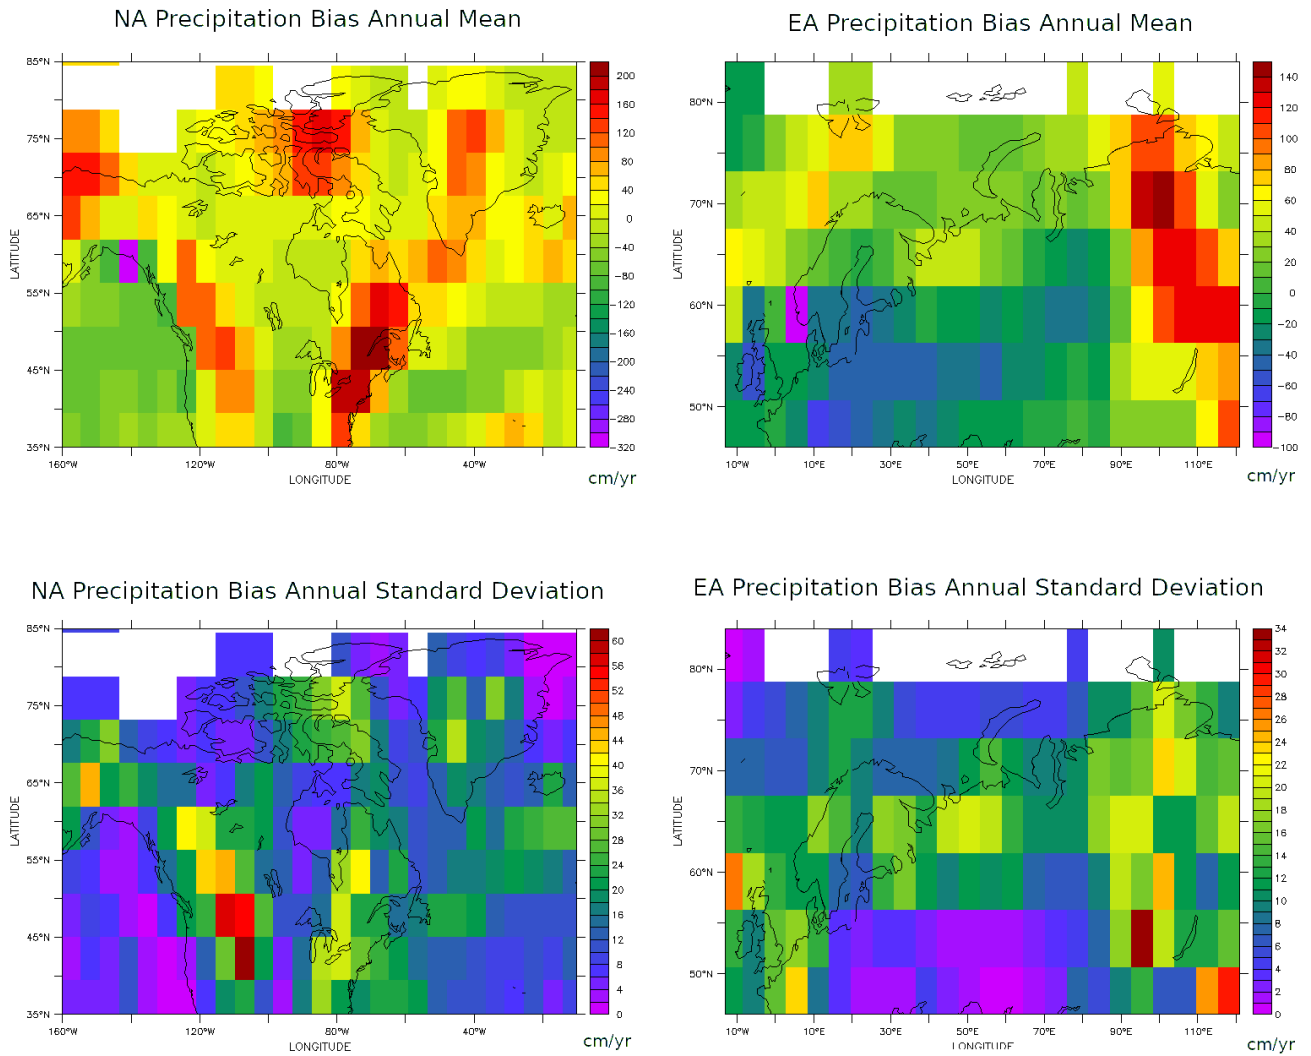 NA Precipitation Bias Annual Mean
85°N
75°N
65°N
55°N
45°N
35°N
LATITUDE
160°W
120°W
80°W
40°W
LONGITUDE
200
160
120
80
40
0
-40
-80
-120
-160
-200
-240
-280
-320
cm/yr
EA Precipitation Bias Annual Mean
80°N
70°N
60°N
50°N
LATITUDE
10°W
10°E
30°E
50°E
70°E
90°E
110°E
LONGITUDE
140
120
100
80
60
40
20
0
-20
-40
-60
-80
-100
cm/yr
NA Precipitation Bias Annual Standard Deviation
85°N
75°N
65°N
55°N
45°N
35°N
LATITUDE
160°W
120°W
80°W
40°W
LONGITUDE
60
56
52
48
44
40
36
32
28
24
20
16
12
8
4
0
cm/yr
EA Precipitation Bias Annual Standard Deviation
80°N
70°N
60°N
50°N
LATITUDE
10°W
10°E
30°E
50°E
70°E
90°E
110°E
LONGITUDE
34
32
30
28
26
24
22
20
18
16
14
12
10
8
6
4
2
0
cm/yr